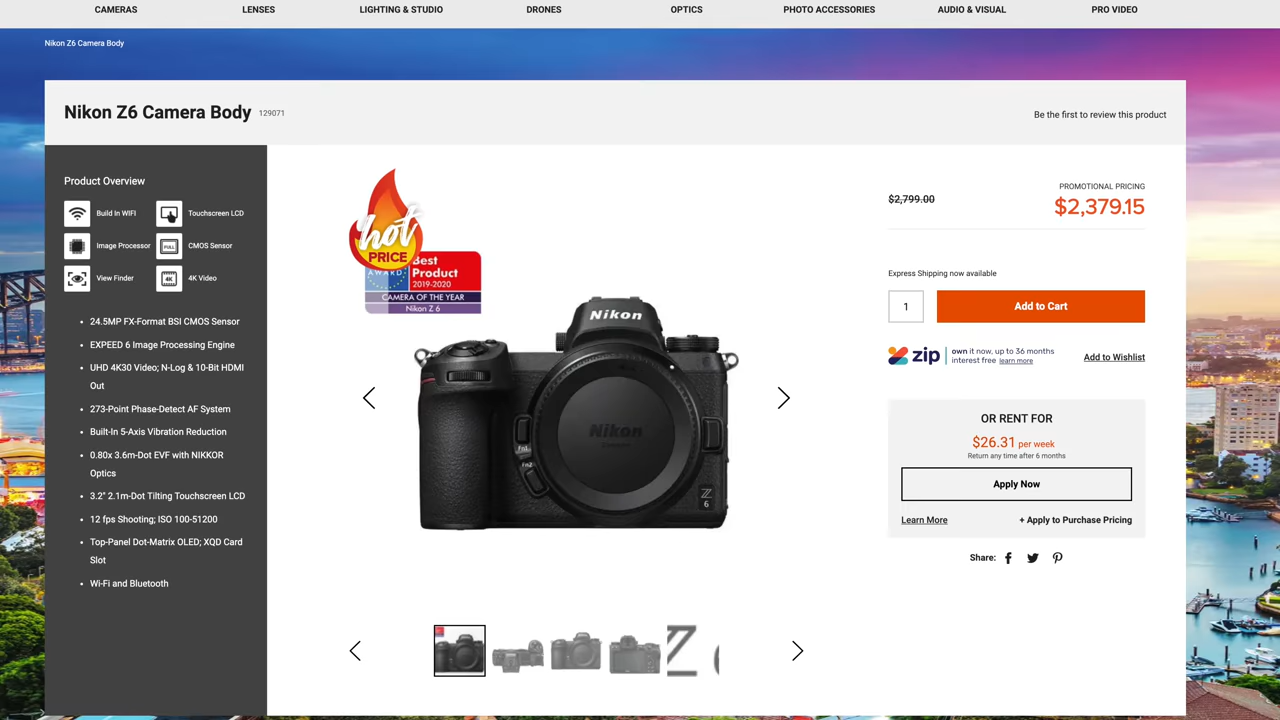 CAMERAS LENSES LIGHTING & STUDIO DRONES OPTICS PHOTO ACCESSORIES AUDIO & VISUAL PRO VIDEO
Nikon Z6 Camera Body
Nikon Z6 Camera Body 129071
Be the first to review this product
Product Overview
Build In WIFI
Touchscreen LCD
Image Processor
FULL
CMOS Sensor
View Finder
4K
4K Video
• 24.5MP FX-Format BSI CMOS Sensor
• EXPEED 6 Image Processing Engine
• UHD 4K30 Video; N-Log & 10-Bit HDMI
Out
• 273-Point Phase-Detect AF System
• Built-In 5-Axis Vibration Reduction
• 0.80x 3.6m-Dot EVF with NIKKOR
Optics
• 3.2" 2.1m-Dot Tilting Touchscreen LCD
• 12 fps Shooting; ISO 100-51200
• Top-Panel Dot-Matrix OLED; XQD Card
Slot
• Wi-Fi and Bluetooth
hot
PRICE
Best
Product
2019-2020
AWARD
CAMERA OF THE YEAR
Nikon Z 6
Nikon
Nikon
Fn1
Fn2
Z
6
$2,799.00
PROMOTIONAL PRICING
$2,379.15
Express Shipping now available
1
Add to Cart
zip
own it now, up to 36 months
interest free learn more
Add to Wishlist
OR RENT FOR
$26.31 per week
Return any time after 6 months
Apply Now
Learn More
+ Apply to Purchase Pricing
Share:
Z